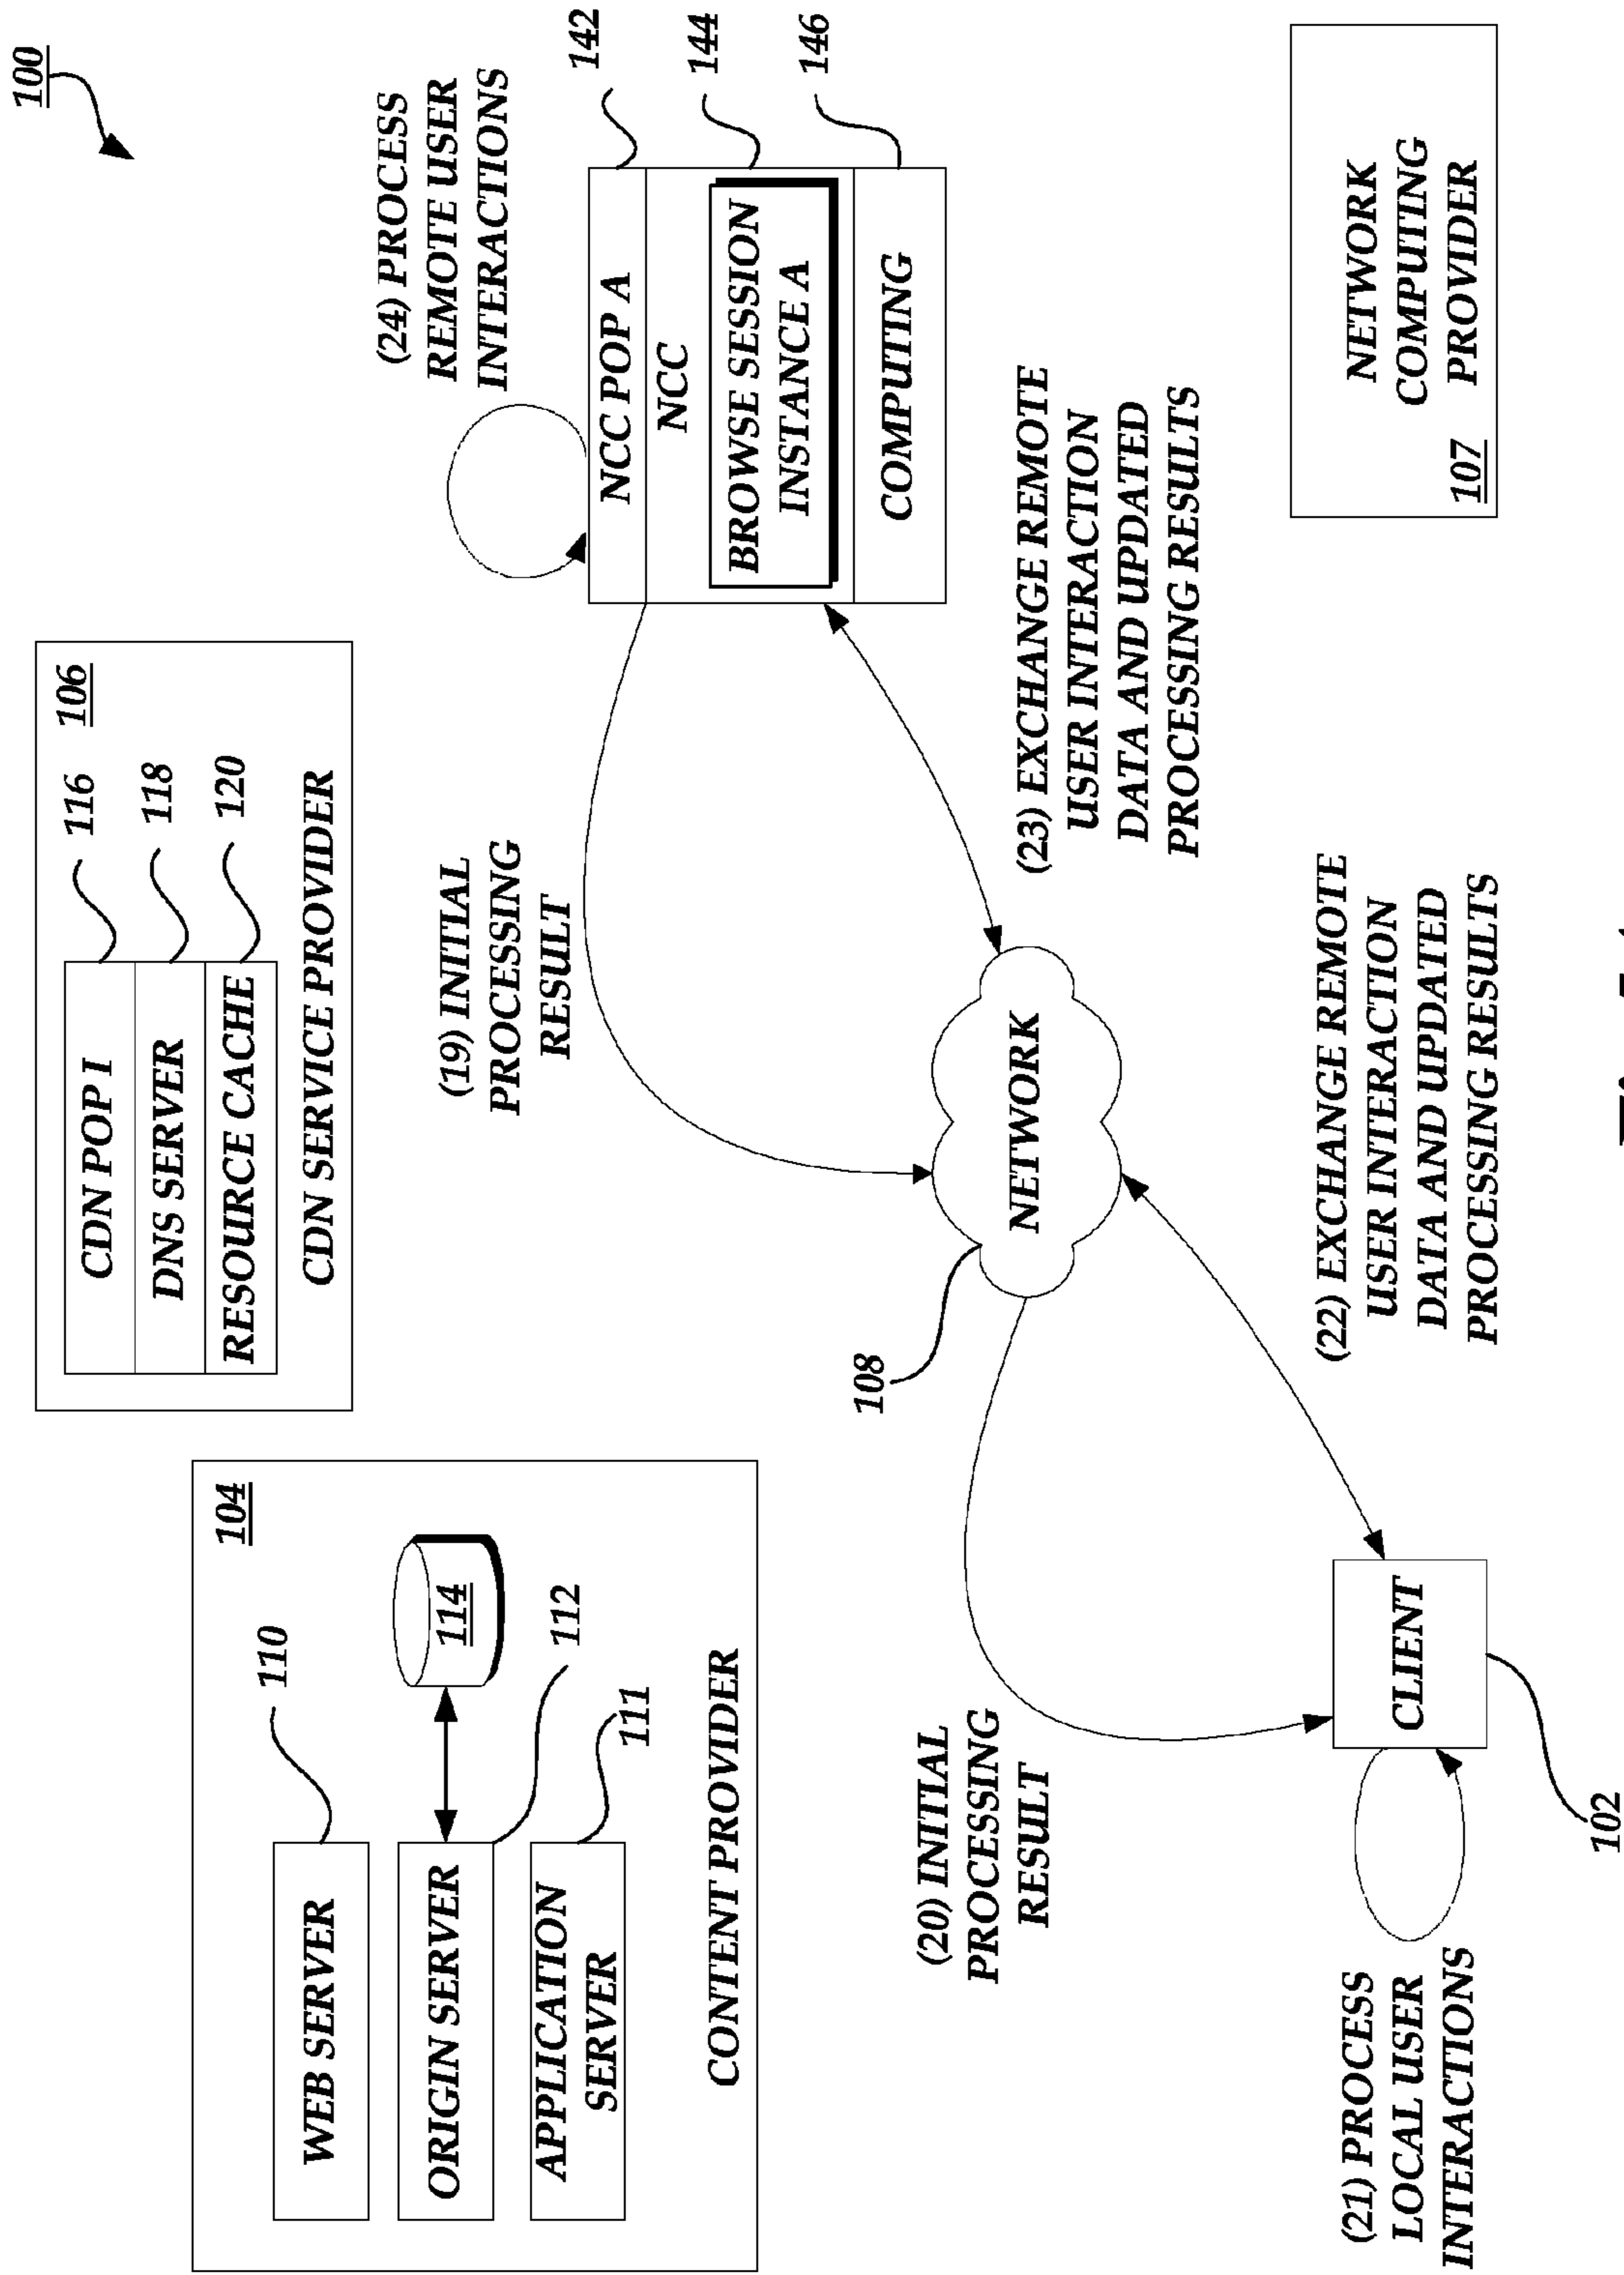 100
104
WEB SERVER
110
ORIGIN SERVER
114
112
APPLICATION
SERVER
111
CONTENT PROVIDER
106
CDN POP I
116
DNS SERVER
118
RESOURCE CACHE
120
CDN SERVICE PROVIDER
(24) PROCESS
REMOTE USER
INTERACTIONS
NCC POP A
142
NCC
144
BROWSE SESSION
INSTANCE A
COMPUTING
146
(19) INITIAL
PROCESSING
RESULT
NETWORK
108
(20) INITIAL
PROCESSING
RESULT
(23) EXCHANGE REMOTE
USER INTERACTION
DATA AND UPDATED
PROCESSING RESULTS
(22) EXCHANGE REMOTE
USER INTERACTION
DATA AND UPDATED
PROCESSING RESULTS
CLIENT
102
(21) PROCESS
LOCAL USER
INTERACTIONS
NETWORK
COMPUTING
PROVIDER
107